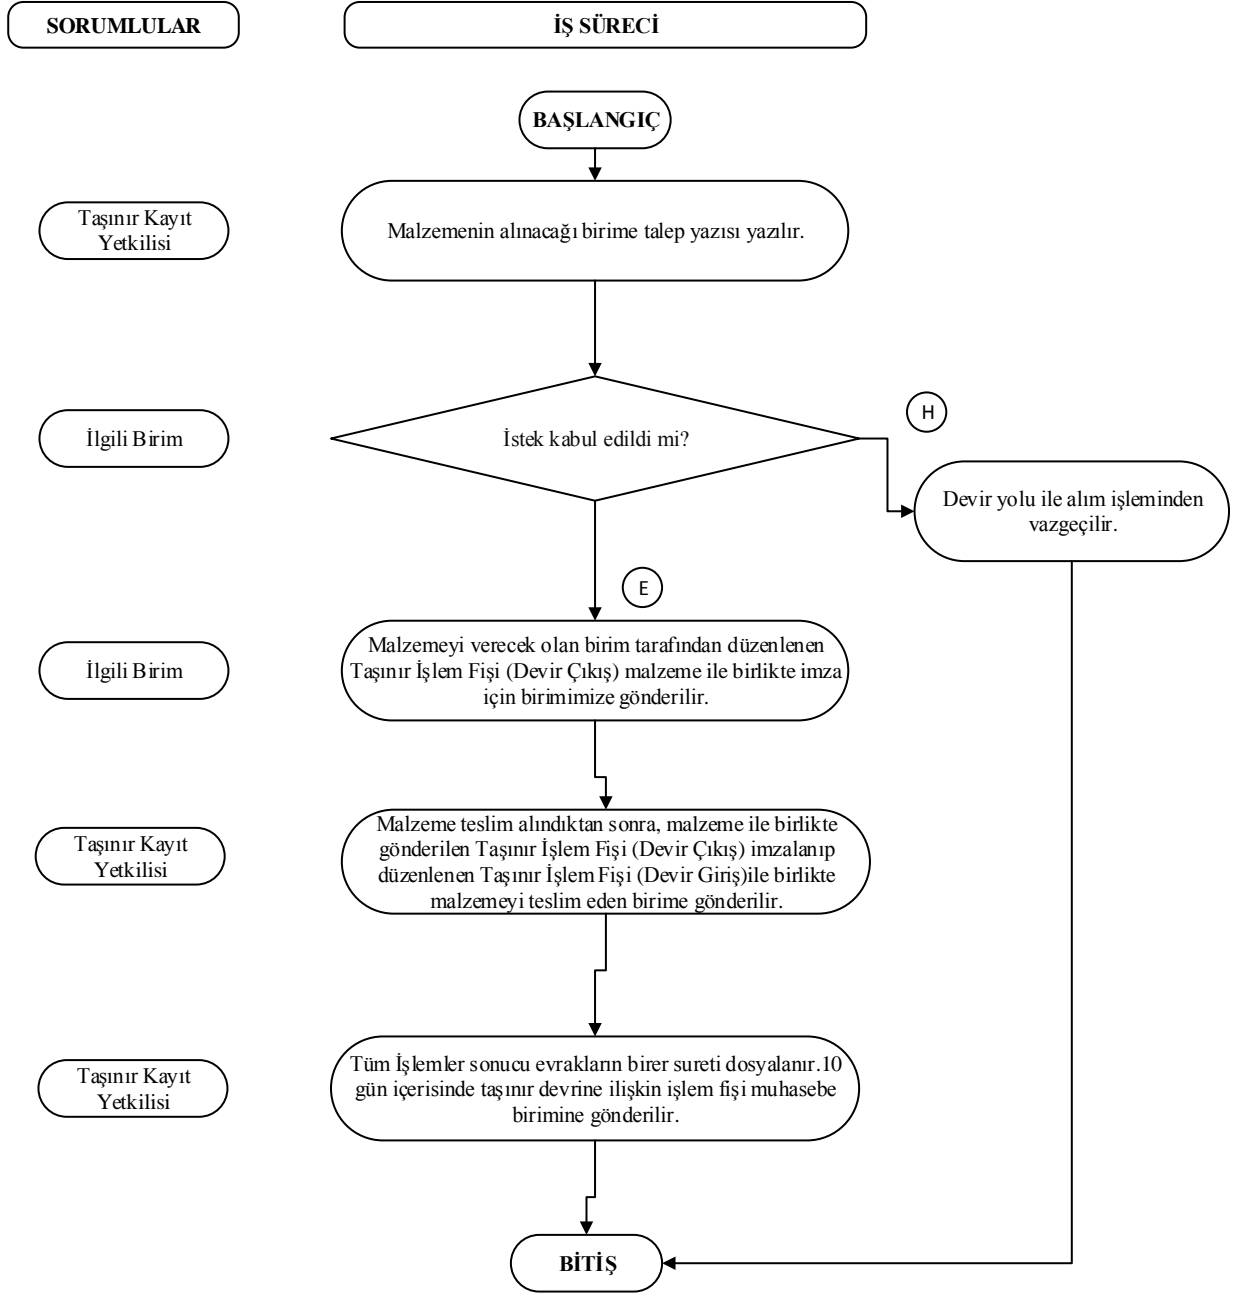 SORUMLULAR
İŞ SÜRECİ
BAŞLANGIÇ
Taşınır Kayıt
Yetkilisi
Malzemenin alınacağı birime talep yazısı yazılır.
İlgili Birim
İstek kabul edildi mi?
H
Devir yolu ile alım işleminden
vazgeçilir.
E
İlgili Birim
Malzemeyi verecek olan birim tarafından düzenlenen
Taşınır İşlem Fişi (Devir Çıkış) malzeme ile birlikte imza
için birimimize gönderilir.
Taşınır Kayıt
Yetkilisi
Malzeme teslim alındıktan sonra, malzeme ile birlikte
gönderilen Taşınır İşlem Fişi (Devir Çıkış) imzalanıp
düzenlenen Taşınır İşlem Fişi (Devir Giriş)ile birlikte
malzemeyi teslim eden birime gönderilir.
Taşınır Kayıt
Yetkilisi
Tüm İşlemler sonucu evrakların birer sureti dosyalanır.10
gün içerisinde taşınır devrine ilişkin işlem fişi muhasebe
birimine gönderilir.
BİTİŞ